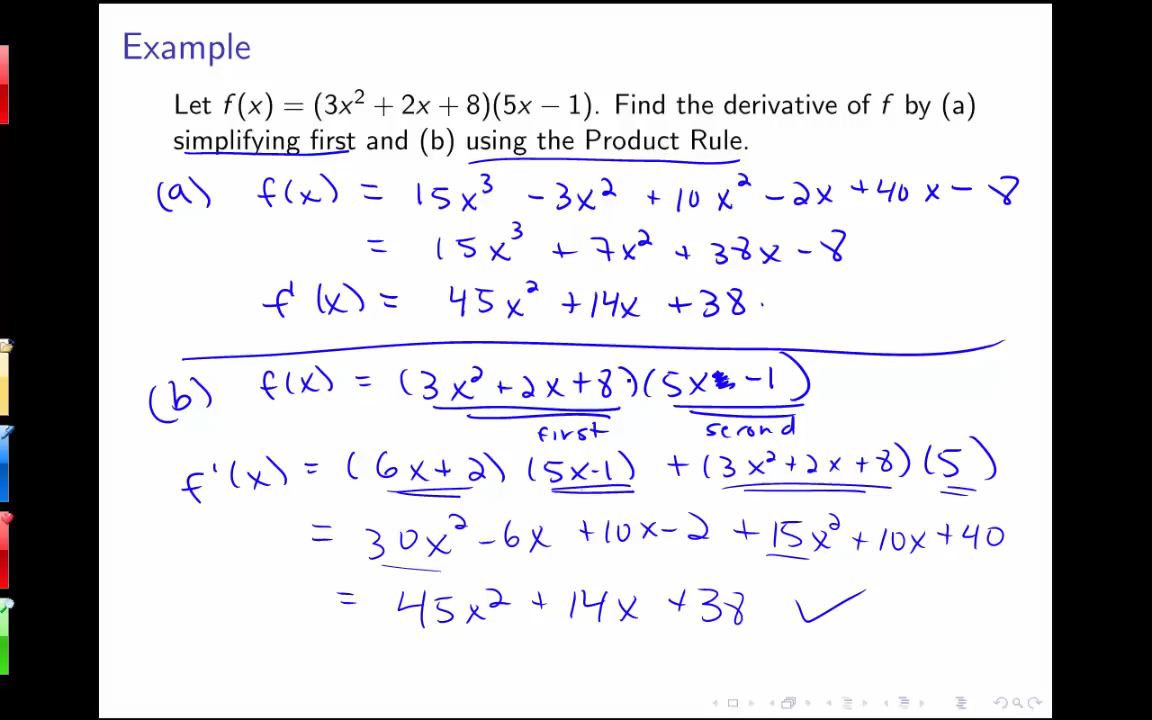 Example
Let f(x) = (3x² + 2x + 8)(5x − 1). Find the derivative of f by (a)
simplifying first and (b) using the Product Rule.
(a) f(x) = 15x³ - 3x² + 10x² - 2x + 40x - 8
= 15x³ + 7x² + 38x - 8
f'(x) = 45x² + 14x + 38.
(b) f(x) = (3x² + 2x + 8)(5x - 1)
first second
f'(x) = (6x + 2)(5x - 1) + (3x² + 2x + 8)(5)
= 30x² - 6x + 10x - 2 + 15x² + 10x + 40
= 45x² + 14x + 38 ✓